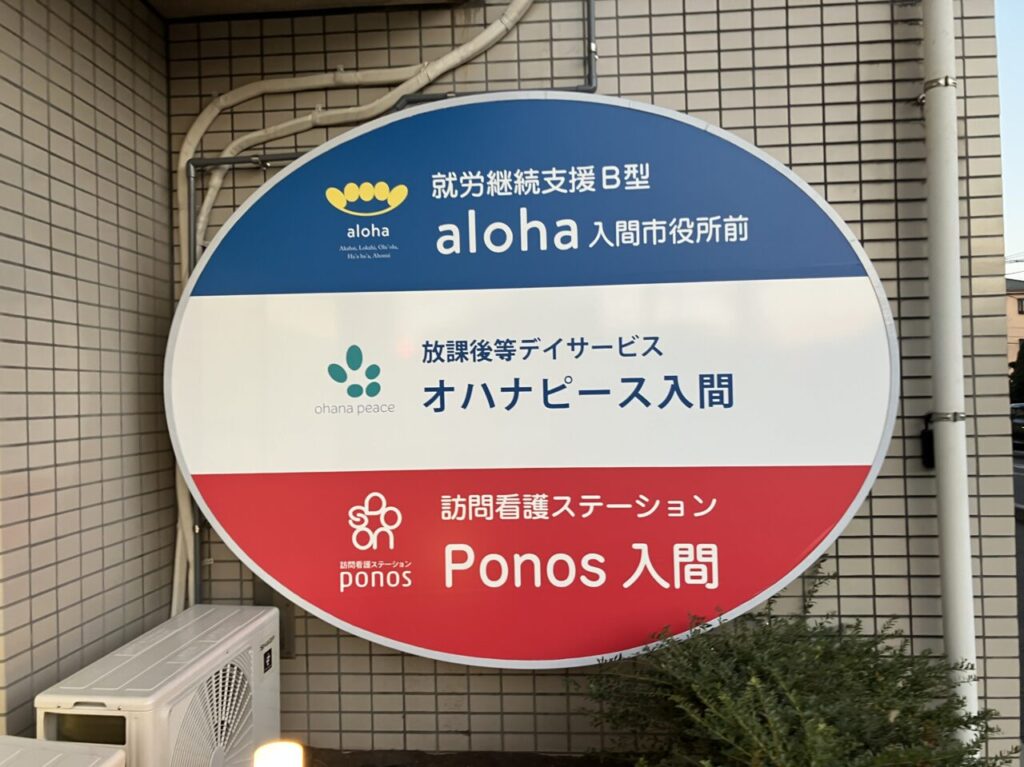 就労継続支援B型
aloha
aloha 入間市役所前
Akahai, Lokahi, Olu'olu,
Ha'a ha'a, Ahonui
放課後等デイサービス
ohana peace
オハナピース入間
訪問看護ステーション
訪問看護ステーション
ponos
Ponos 入間